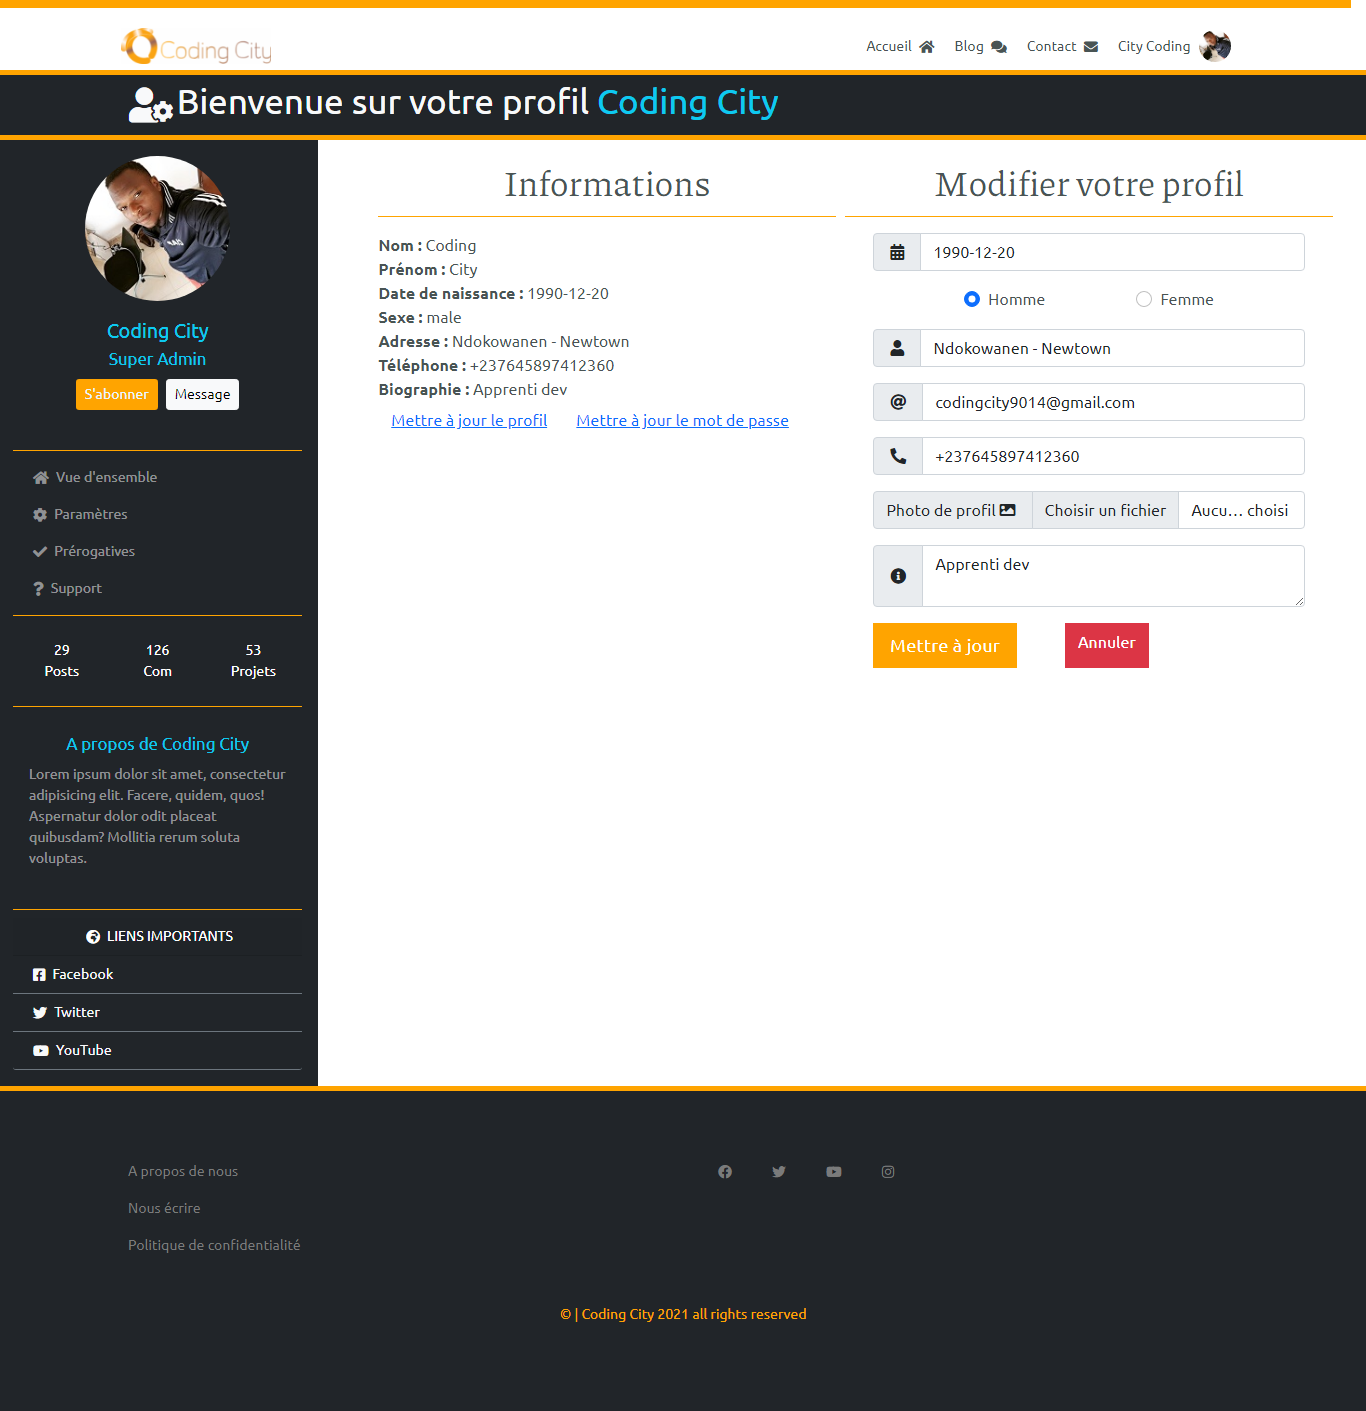 Coding City
Accueil
Blog
Contact
City Coding
Bienvenue sur votre profil Coding City
Coding City
Super Admin
S'abonner
Message
Vue d'ensemble
Paramètres
Prérogatives
Support
29
Posts
126
Com
53
Projets
A propos de Coding City
Lorem ipsum dolor sit amet, consectetur
adipisicing elit. Facere, quidem, quos!
Aspernatur dolor odit placeat
quibusdam? Mollitia rerum soluta
voluptas.
LIENS IMPORTANTS
Facebook
Twitter
YouTube
Informations
Nom : Coding
Prénom : City
Date de naissance : 1990-12-20
Sexe : male
Adresse : Ndokowanen - Newtown
Téléphone : +237645897412360
Biographie : Apprenti dev
Mettre à jour le profil
Mettre à jour le mot de passe
Modifier votre profil
1990-12-20
Homme
Femme
Ndokowanen - Newtown
codingcity9014@gmail.com
+237645897412360
Photo de profil
Choisir un fichier
Aucu… choisi
Apprenti dev
Mettre à jour
Annuler
A propos de nous
Nous écrire
Politique de confidentialité
© | Coding City 2021 all rights reserved